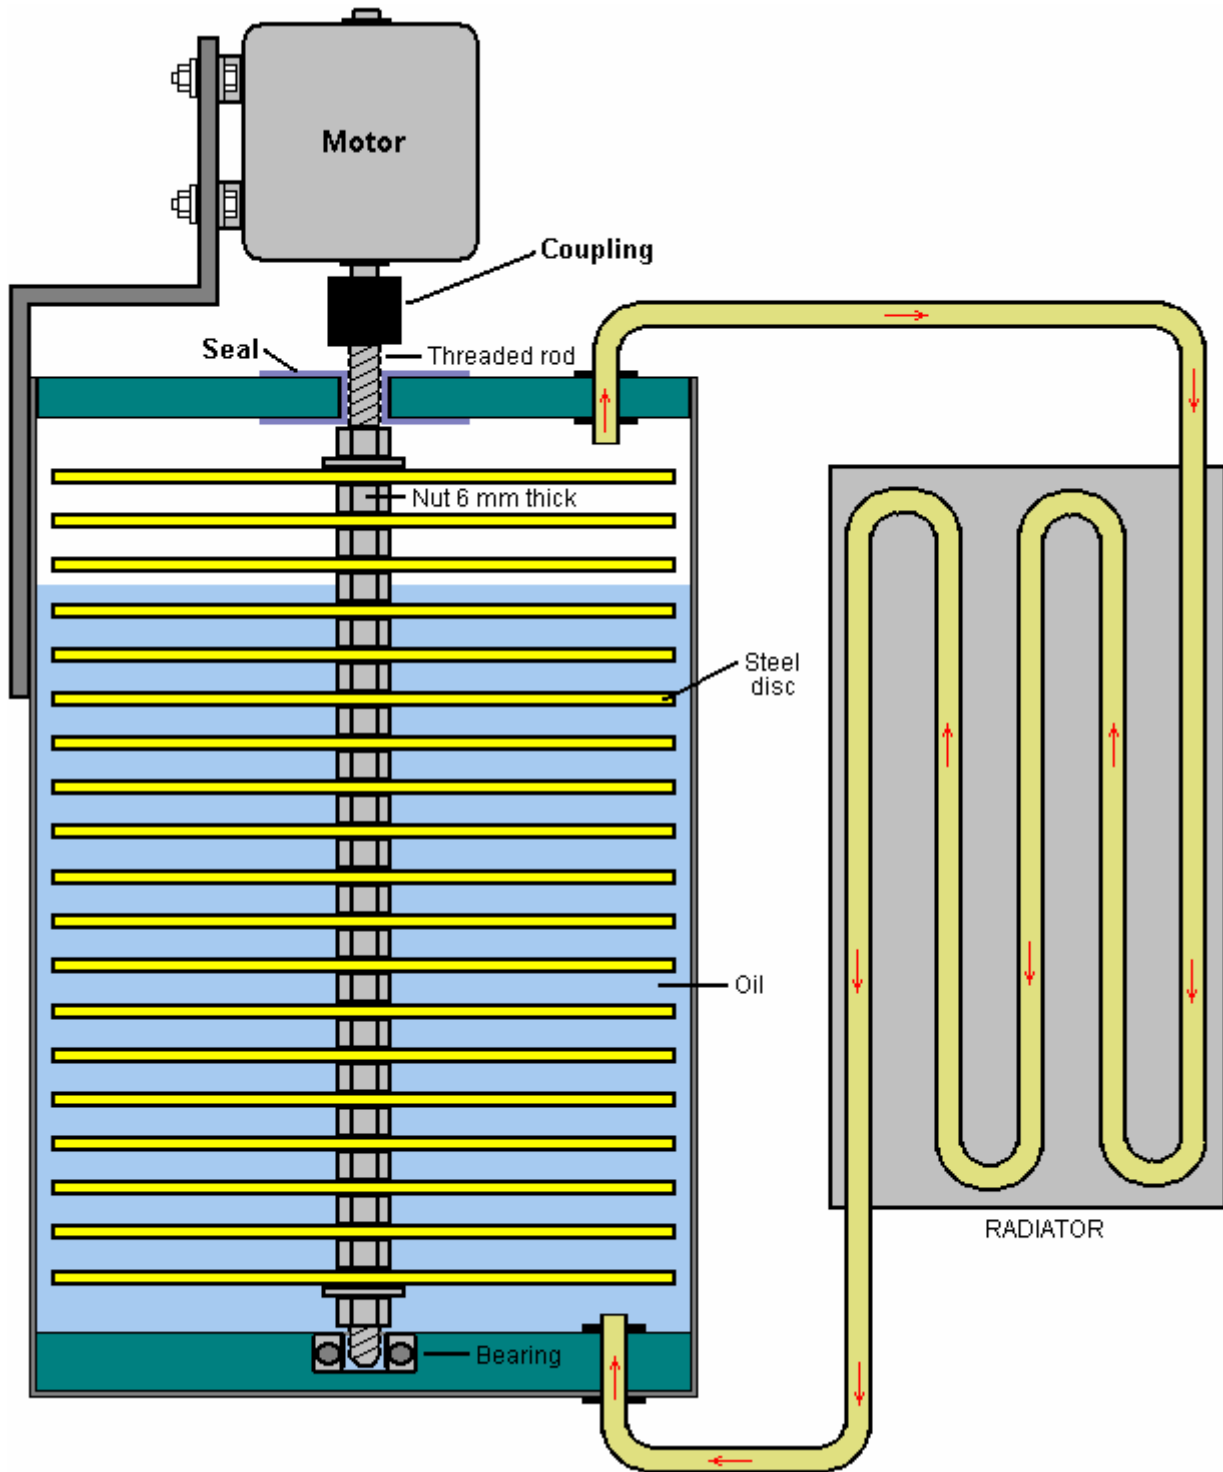 Motor
Coupling
Seal
Threaded rod
Nut 6 mm thick
Steel
disc
Oil
RADIATOR
Bearing